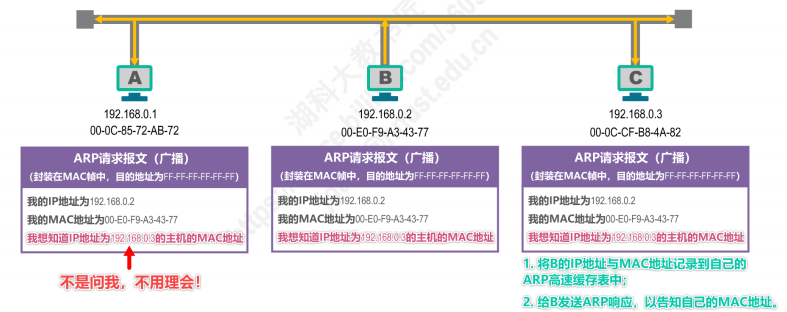 A
B
C
192.168.0.1
00-0C-85-72-AB-72
192.168.0.2
00-E0-F9-A3-43-77
192.168.0.3
00-0C-CF-B8-4A-82
ARP请求报文（广播）
(封装在MAC帧中，目的地址为FF-FF-FF-FF-FF-FF)
我的IP地址为192.168.0.2
我的MAC地址为00-E0-F9-A3-43-77
我想知道IP地址为192.168.0.3的主机的MAC地址
不是问我，不用理会！
ARP请求报文（广播）
(封装在MAC帧中，目的地址为FF-FF-FF-FF-FF-FF)
我的IP地址为192.168.0.2
我的MAC地址为00-E0-F9-A3-43-77
我想知道IP地址为192.168.0.3的主机的MAC地址
ARP请求报文（广播）
(封装在MAC帧中，目的地址为FF-FF-FF-FF-FF-FF)
我的IP地址为192.168.0.2
我的MAC地址为00-E0-F9-A3-43-77
我想知道IP地址为192.168.0.3的主机的MAC地址
1. 将B的IP地址与MAC地址记录到自己的
ARP高速缓存表中;
2. 给B发送ARP响应，以告知自己的MAC地址。